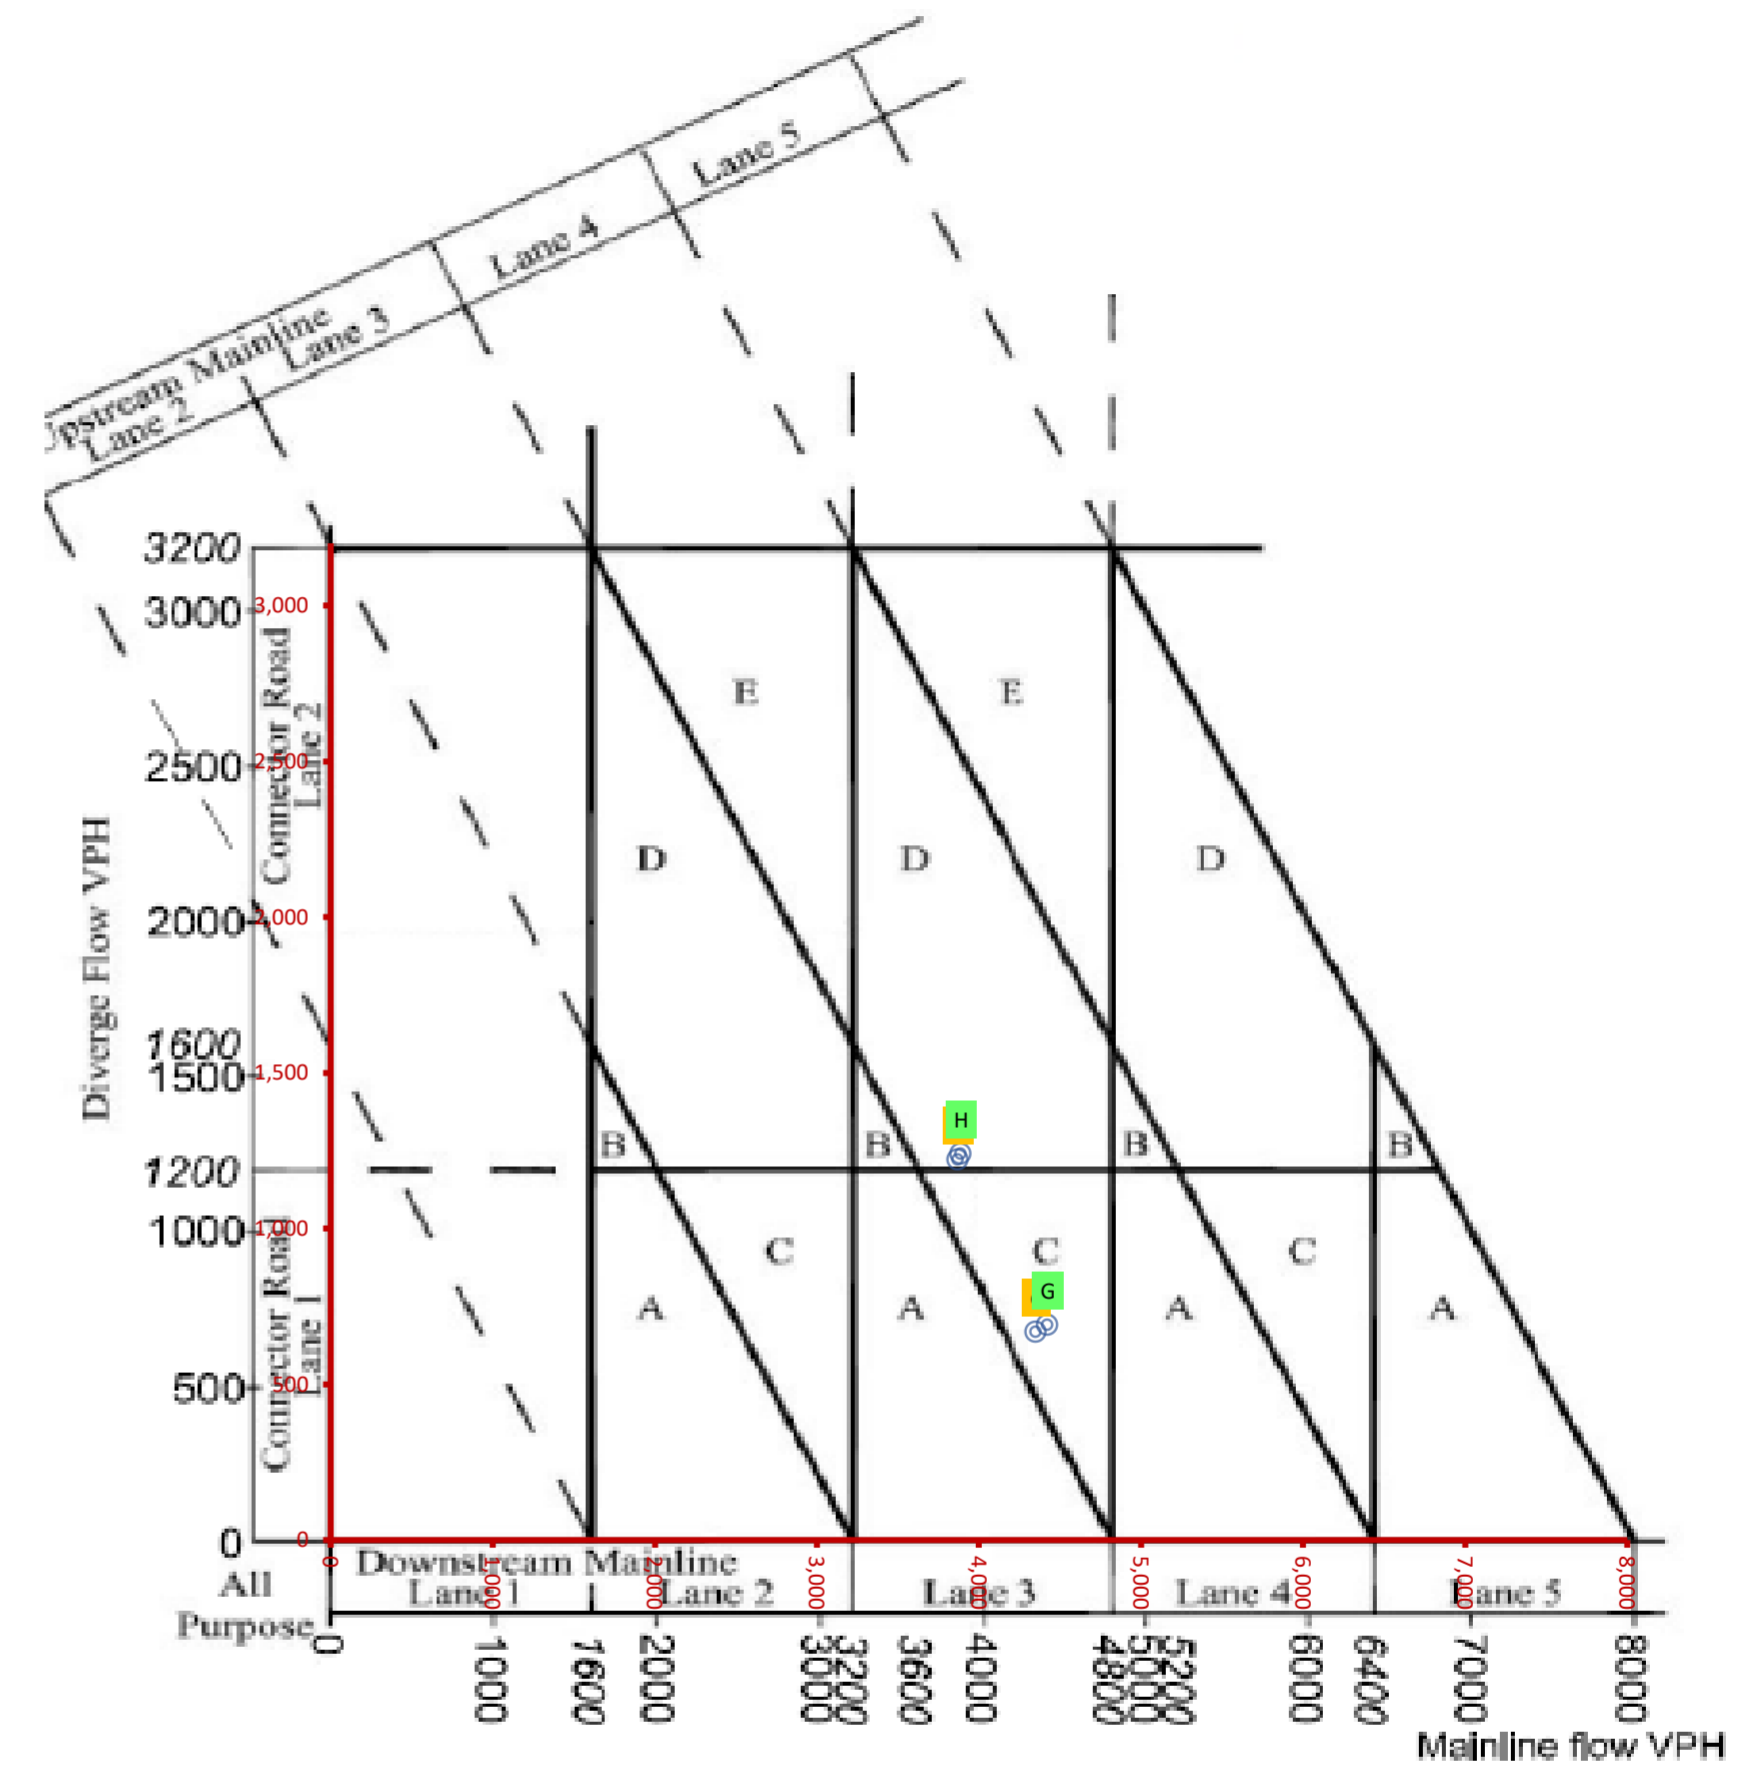 Lane 5
Lane 4
Upstream Mainline
Lane 3
Lane 2
3200
3000
3,000
2500
2,500
2000
2,000
1600
1500
1,500
1200
1000
1,000
500
500
0
0
Diverge Flow VPH
Connector Road
Lane 2
Connector Road
Lane 1
E
E
D
D
D
H
B
B
B
B
C
C
C
G
A
A
A
A
0
1,000
2,000
3,000
4,000
5,000
6,000
7,000
8,000
Downstream Mainline
All
Purpose
Lane 1
Lane 2
Lane 3
Lane 4
Lane 5
0
1000
1600
2000
3000
3200
3600
4000
4800
5000
5200
6000
6400
7000
8000
Mainline flow VPH